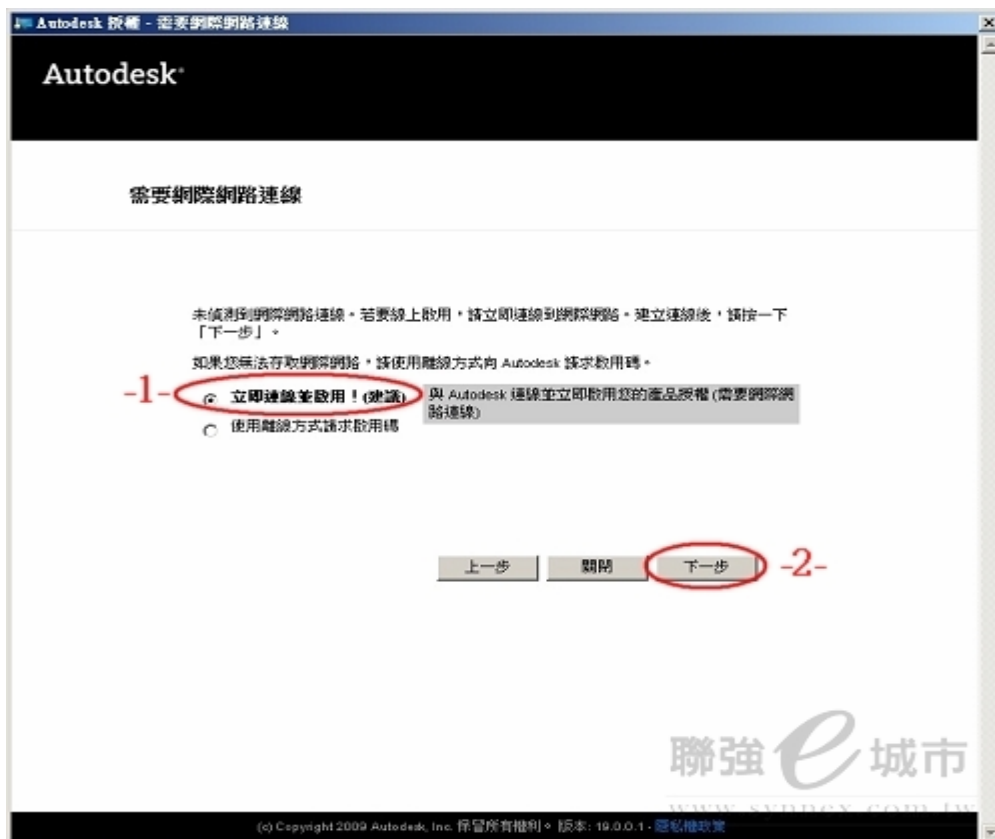 Autodesk 授權 - 需要網際網路連線
Autodesk
需要網際網路連線
未偵測到網際網路連線。若要線上啟用，請立即連線到網際網路。建立連線後，請按一下
「下一步」。
如果您無法存取網際網路，請使用離線方式向 Autodesk 請求啟用碼。
-1-
立即連線並啟用！(建議)
與 Autodesk 連線並立即啟用您的產品授權 (需要網際網
路連線)
使用離線方式請求啟用碼
上一步
關閉
下一步
-2-
聯強e城市
www.synnex.com.tw
(c) Copyright 2009 Autodesk, Inc. 保留所有權利。 版本: 19.0.0.1 - 隱私權政策